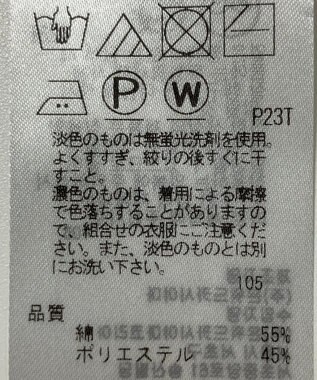 P W
P23T
淡色のものは無蛍光洗剤を使用。
よくすすぎ、絞りの後すぐに干
すこと。
濃色のものは、着用による摩擦
で色落ちすることがありますの
で、組合せの衣服にご注意くだ
さい。また、淡色のものとは別
にお洗い下さい。
105
品質
綿 55%
ポリエステル 45%